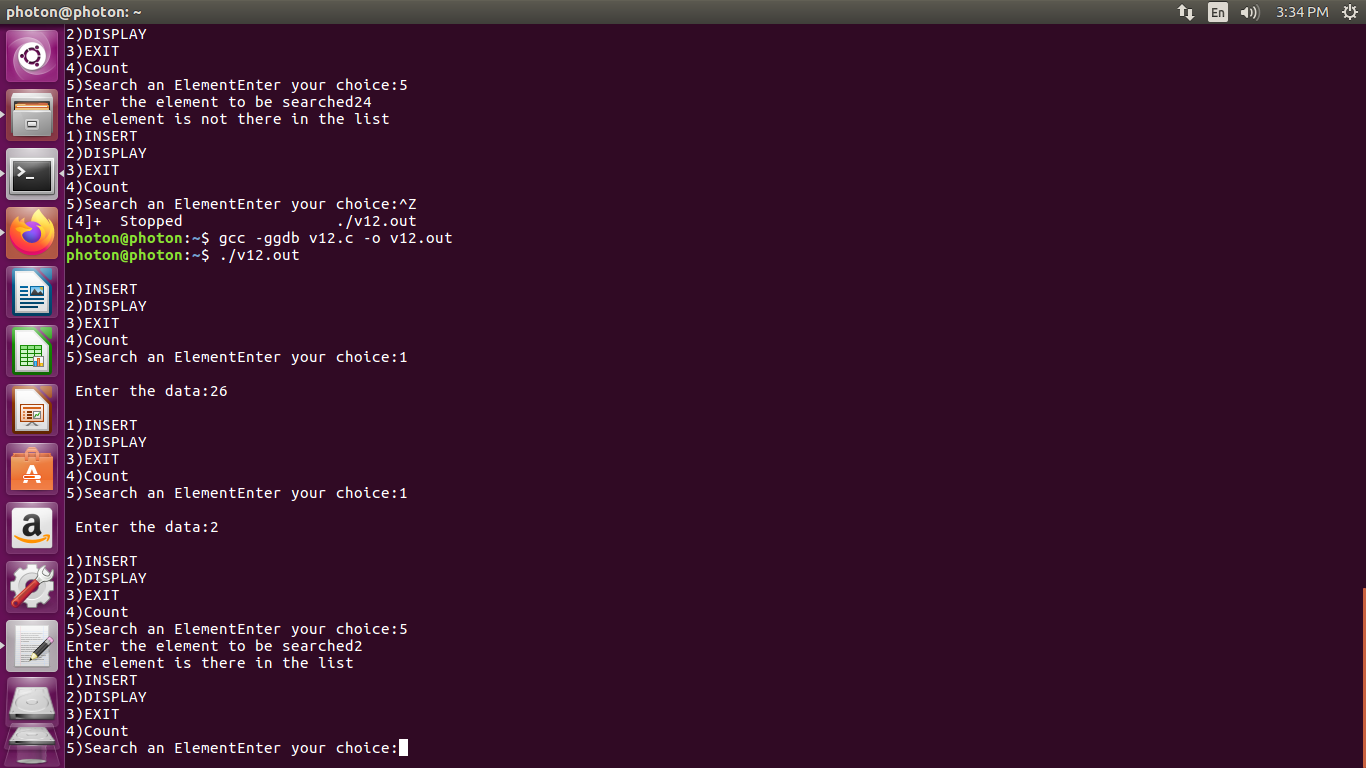 photon@photon: ~
En
3:34 PM
2)DISPLAY
3)EXIT
4)Count
5)Search an ElementEnter your choice:5
Enter the element to be searched24
the element is not there in the list
1)INSERT
2)DISPLAY
3)EXIT
4)Count
5)Search an ElementEnter your choice:^Z
[4]+  Stopped                 ./v12.out
photon@photon:~$ gcc -ggdb v12.c -o v12.out
photon@photon:~$ ./v12.out
1)INSERT
2)DISPLAY
3)EXIT
4)Count
5)Search an ElementEnter your choice:1
Enter the data:26
1)INSERT
2)DISPLAY
3)EXIT
4)Count
5)Search an ElementEnter your choice:1
Enter the data:2
1)INSERT
2)DISPLAY
3)EXIT
4)Count
5)Search an ElementEnter your choice:5
Enter the element to be searched2
the element is there in the list
1)INSERT
2)DISPLAY
3)EXIT
4)Count
5)Search an ElementEnter your choice: